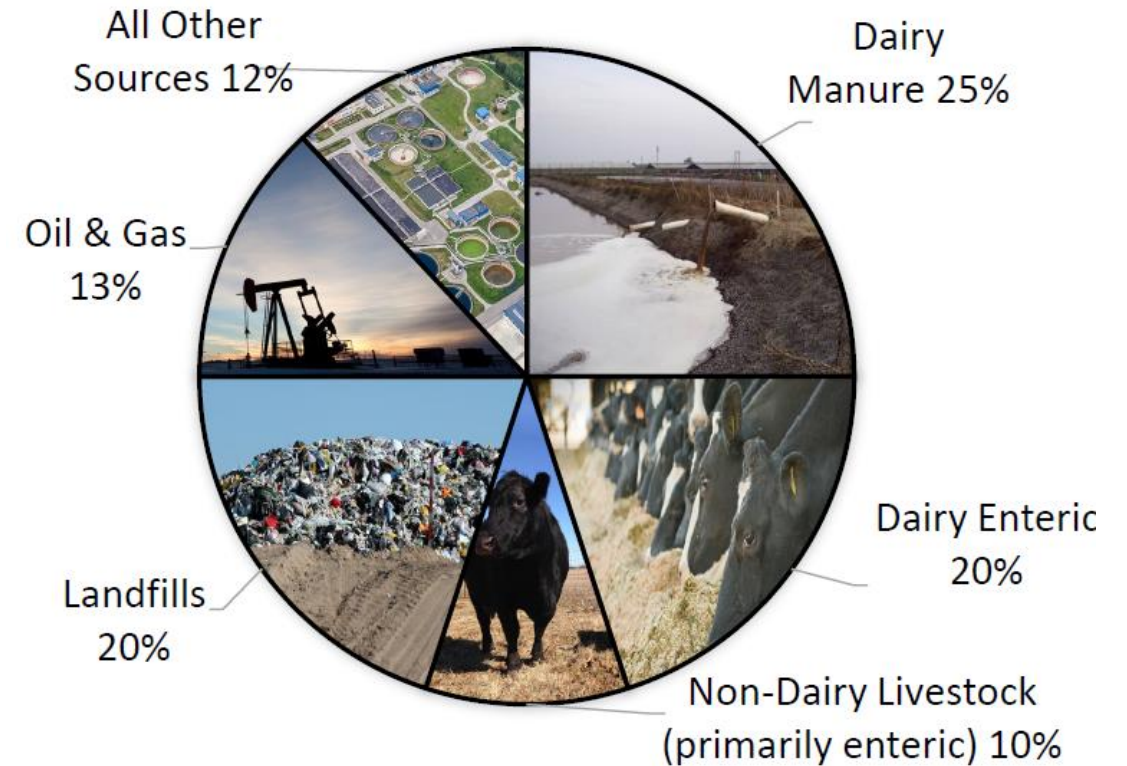 All Other
Sources 12%
Dairy
Manure 25%
Oil & Gas
13%
Dairy Enteric
20%
Landfills
20%
Non-Dairy Livestock
(primarily enteric) 10%